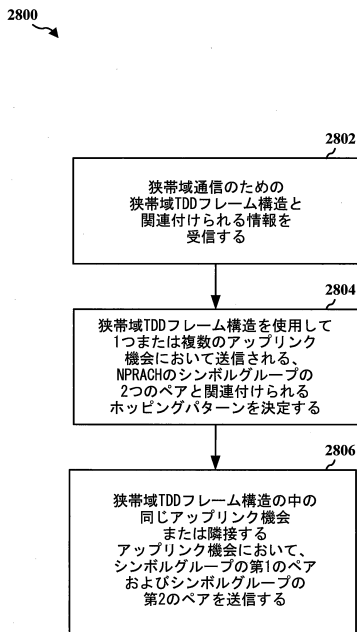 2800
2802
狭帯域通信のための
狭帯域TDDフレーム構造と
関連付けられる情報を
受信する
2804
狭帯域TDDフレーム構造を使用して
1つまたは複数のアップリンク
機会において送信される、
NPRACHのシンボルグループの
2つのペアと関連付けられる
ホッピングパターンを決定する
2806
狭帯域TDDフレーム構造の中の
同じアップリンク機会
または隣接する
アップリンク機会において、
シンボルグループの第1のペア
およびシンボルグループの
第2のペアを送信する